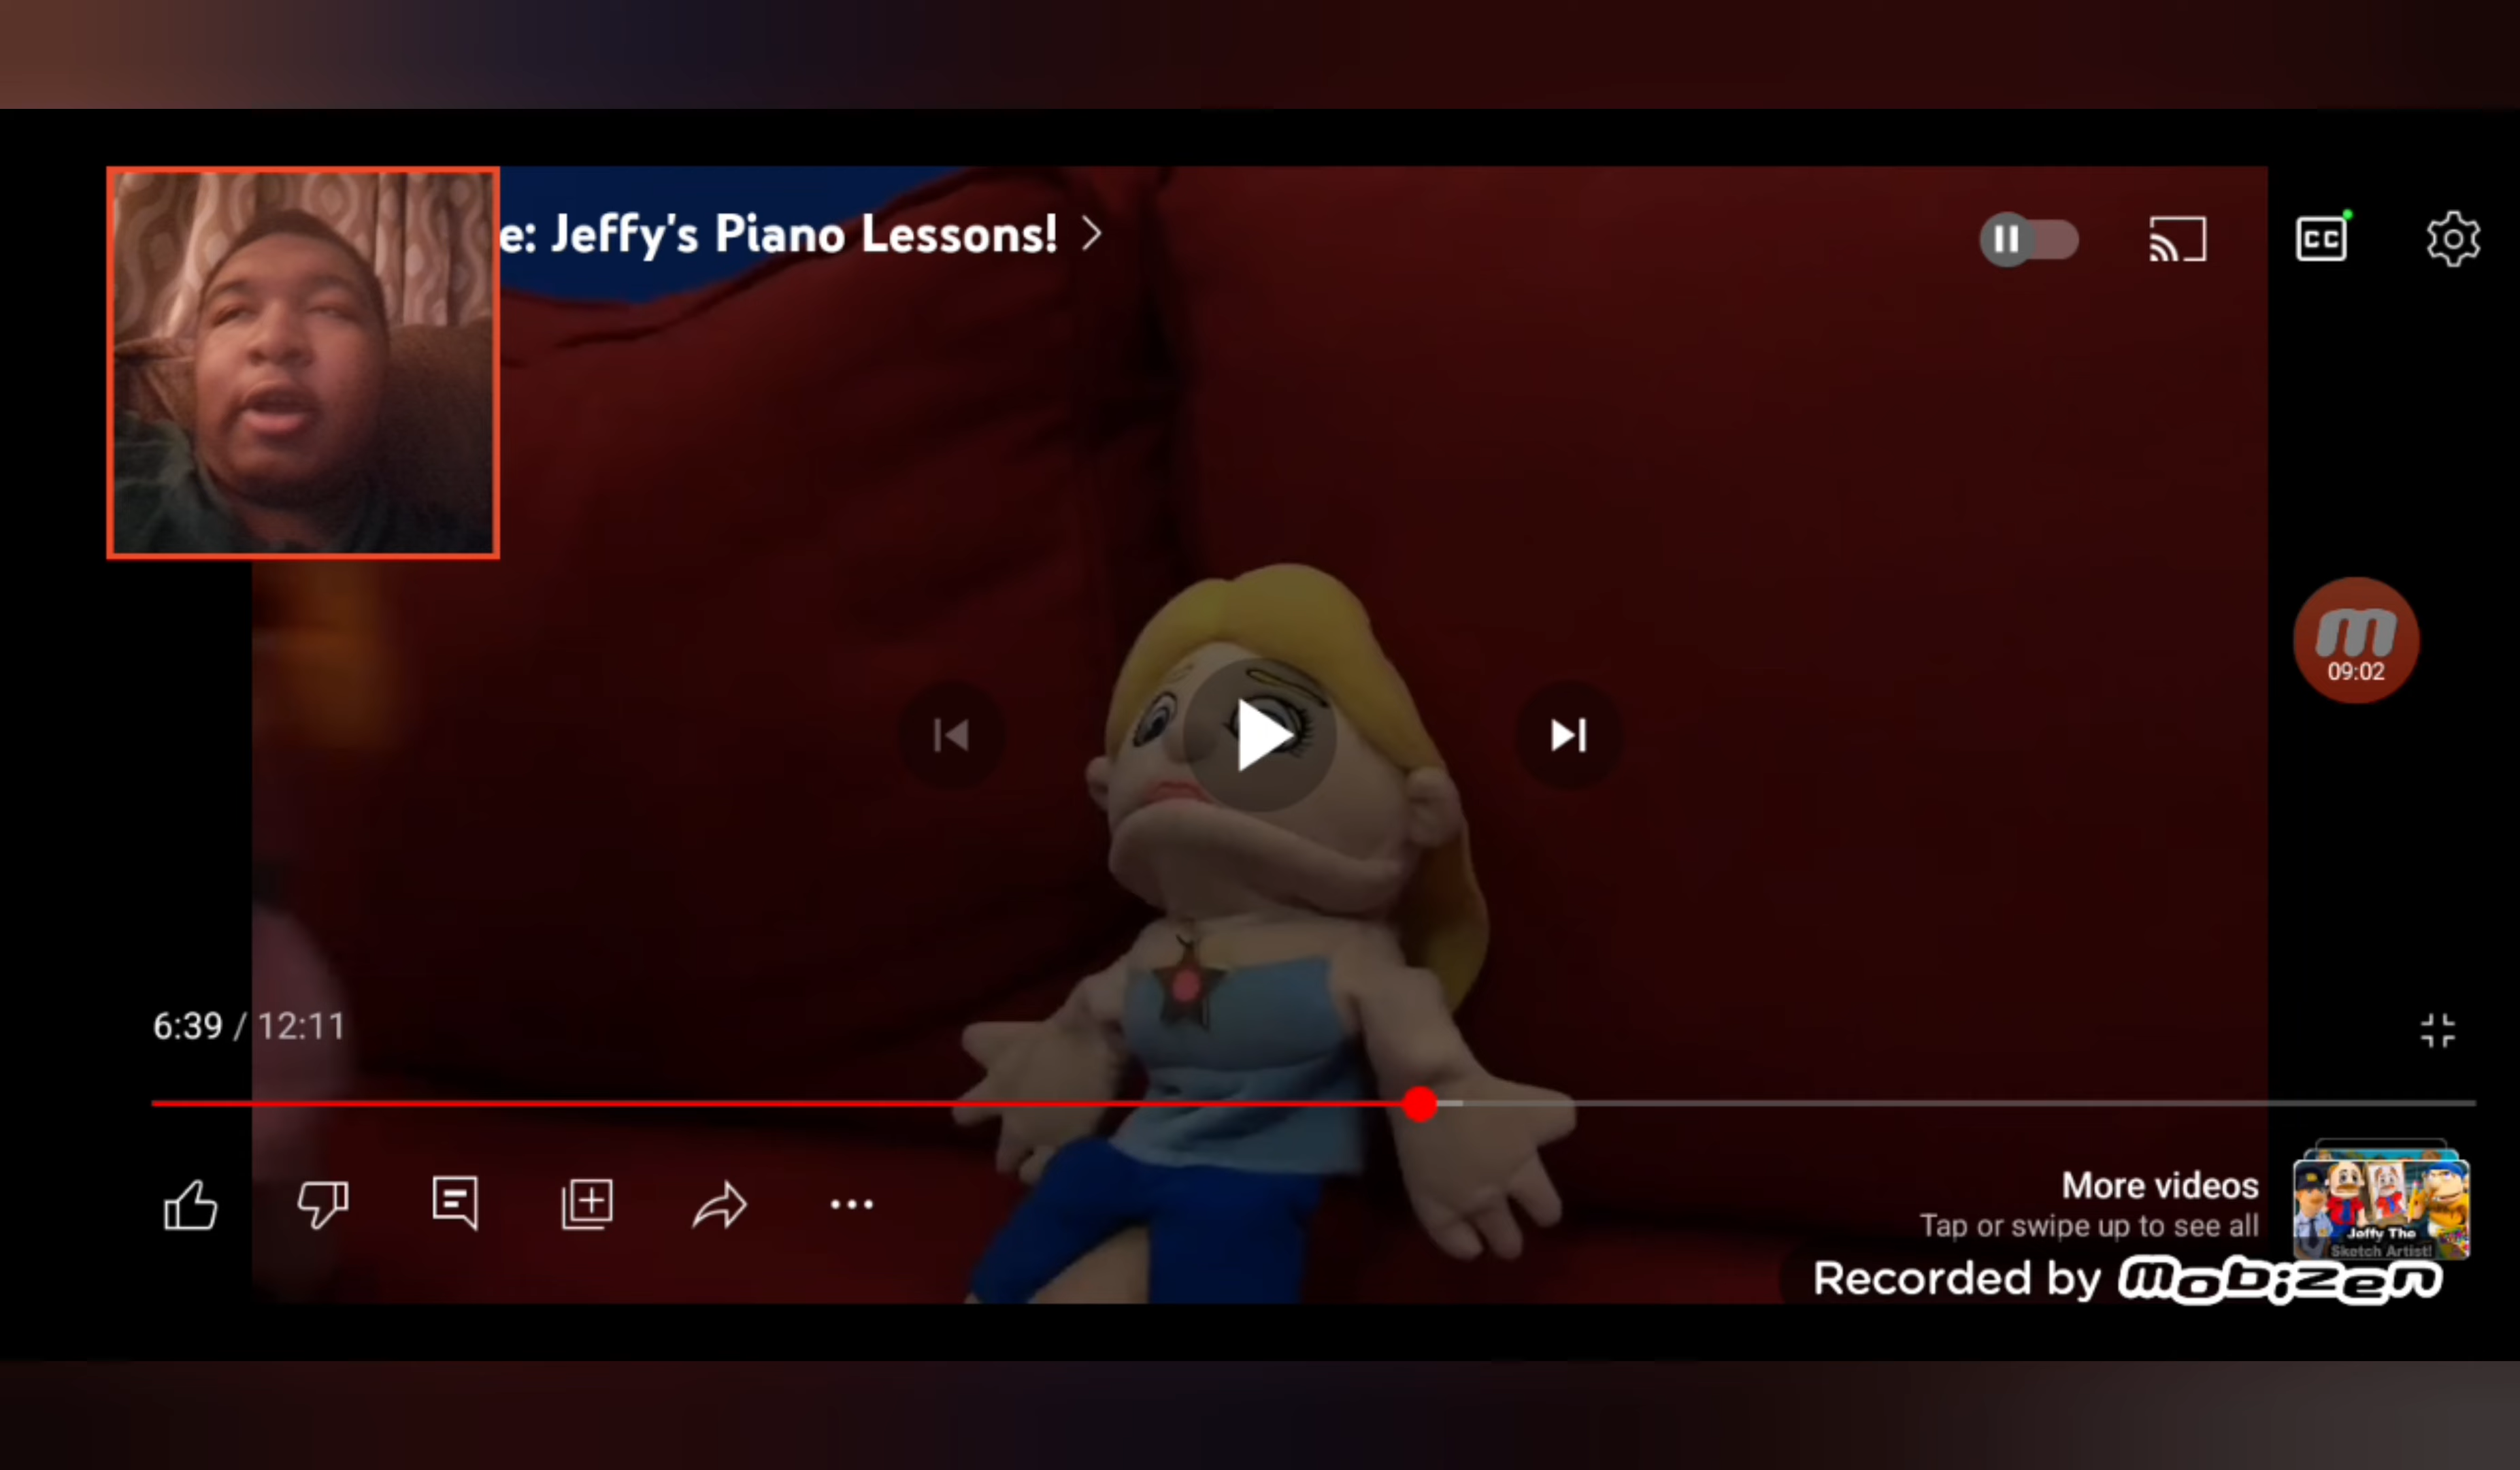 e: Jeffy's Piano Lessons!
CC
m
09:02
6:39 / 12:11
More videos
Tap or swipe up to see all
Jeffy The
Sketch Artist!
Recorded by mobizen